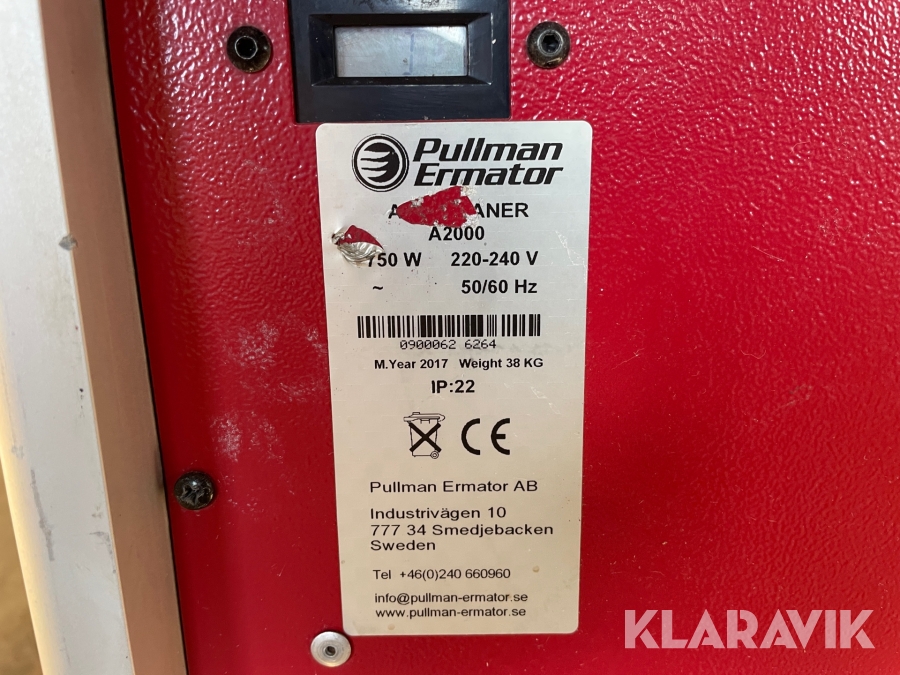 Pullman
Ermator
A2000
750 W 220-240 V
~ 50/60 Hz
0900062 6264
M.Year 2017 Weight 38 KG
IP:22
CE
Pullman Ermator AB
Industrivägen 10
777 34 Smedjebacken
Sweden
Tel +46(0)240 660960
info@pullman-ermator.se
www.pullman-ermator.se
KLARAVIK